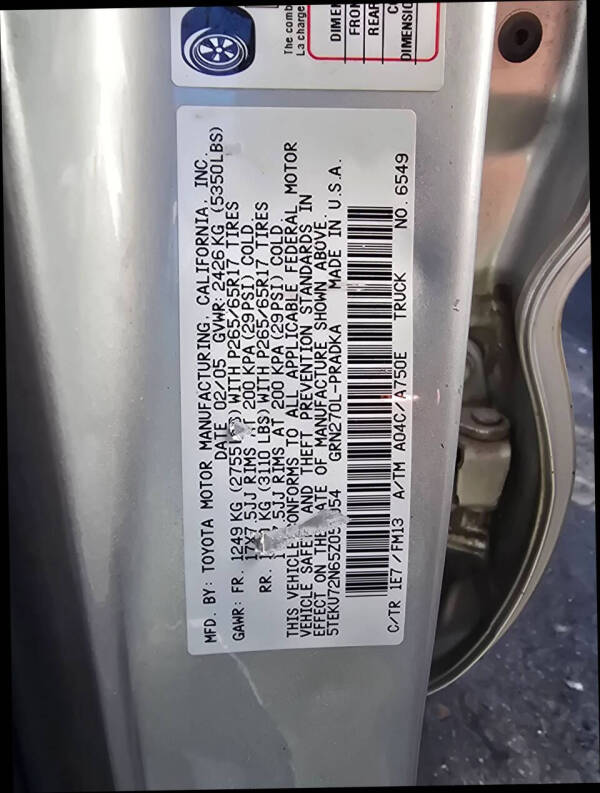 The comb
La charge
DIMEN
FRON
REAR
DIMENSION
MFD. BY: TOYOTA MOTOR MANUFACTURING, CALIFORNIA, INC.
DATE 02/05 GVWR: 2426 KG (5350LBS)
GAWR: FR. 1249 KG WITH P265/65R17 TIRES
17X7.5JJ RIMS AT 200 KPA (29PSI) COLD.
RR. KG (3110 LBS) WITH P265/65R17 TIRES
5JJ RIMS AT 200 KPA (29PSI) COLD.
THIS VEHICLE CONFORMS TO ALL APPLICABLE FEDERAL MOTOR
VEHICLE AND THEFT PREVENTION STANDARDS IN
EFFECT ON THE DATE OF MANUFACTURE SHOWN ABOVE.
GRN270L-PRADKA MADE IN U.S.A.
C/TR 1E7/FM13 A/TM A04C/A750E TRUCK NO. 6549